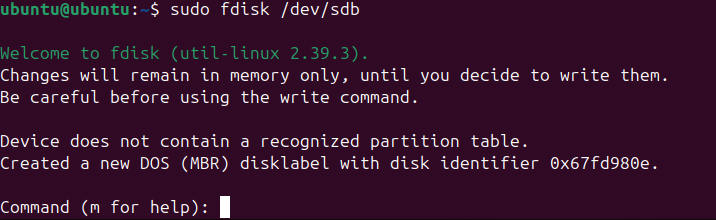 ubuntu@ubuntu:~$ sudo fdisk /dev/sdb
Welcome to fdisk (util-linux 2.39.3).
Changes will remain in memory only, until you decide to write them.
Be careful before using the write command.
Device does not contain a recognized partition table.
Created a new DOS (MBR) disklabel with disk identifier 0x67fd980e.
Command (m for help):